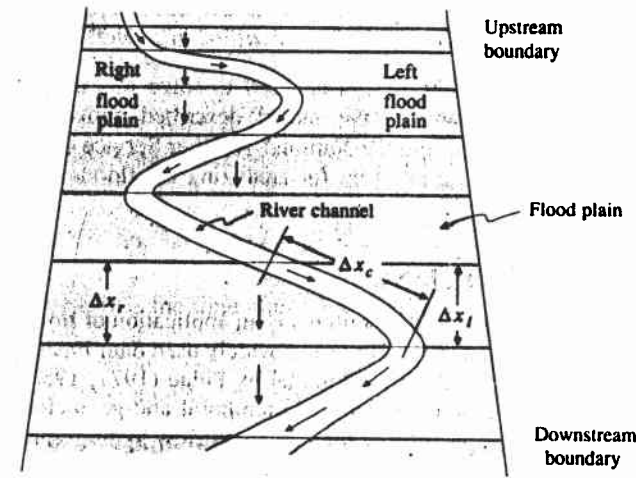 Upstream
boundary
Right
Left
flood
plain
flood
plain
River channel
Flood plain
Δx_c
Δx_r
Δx_l
Downstream
boundary